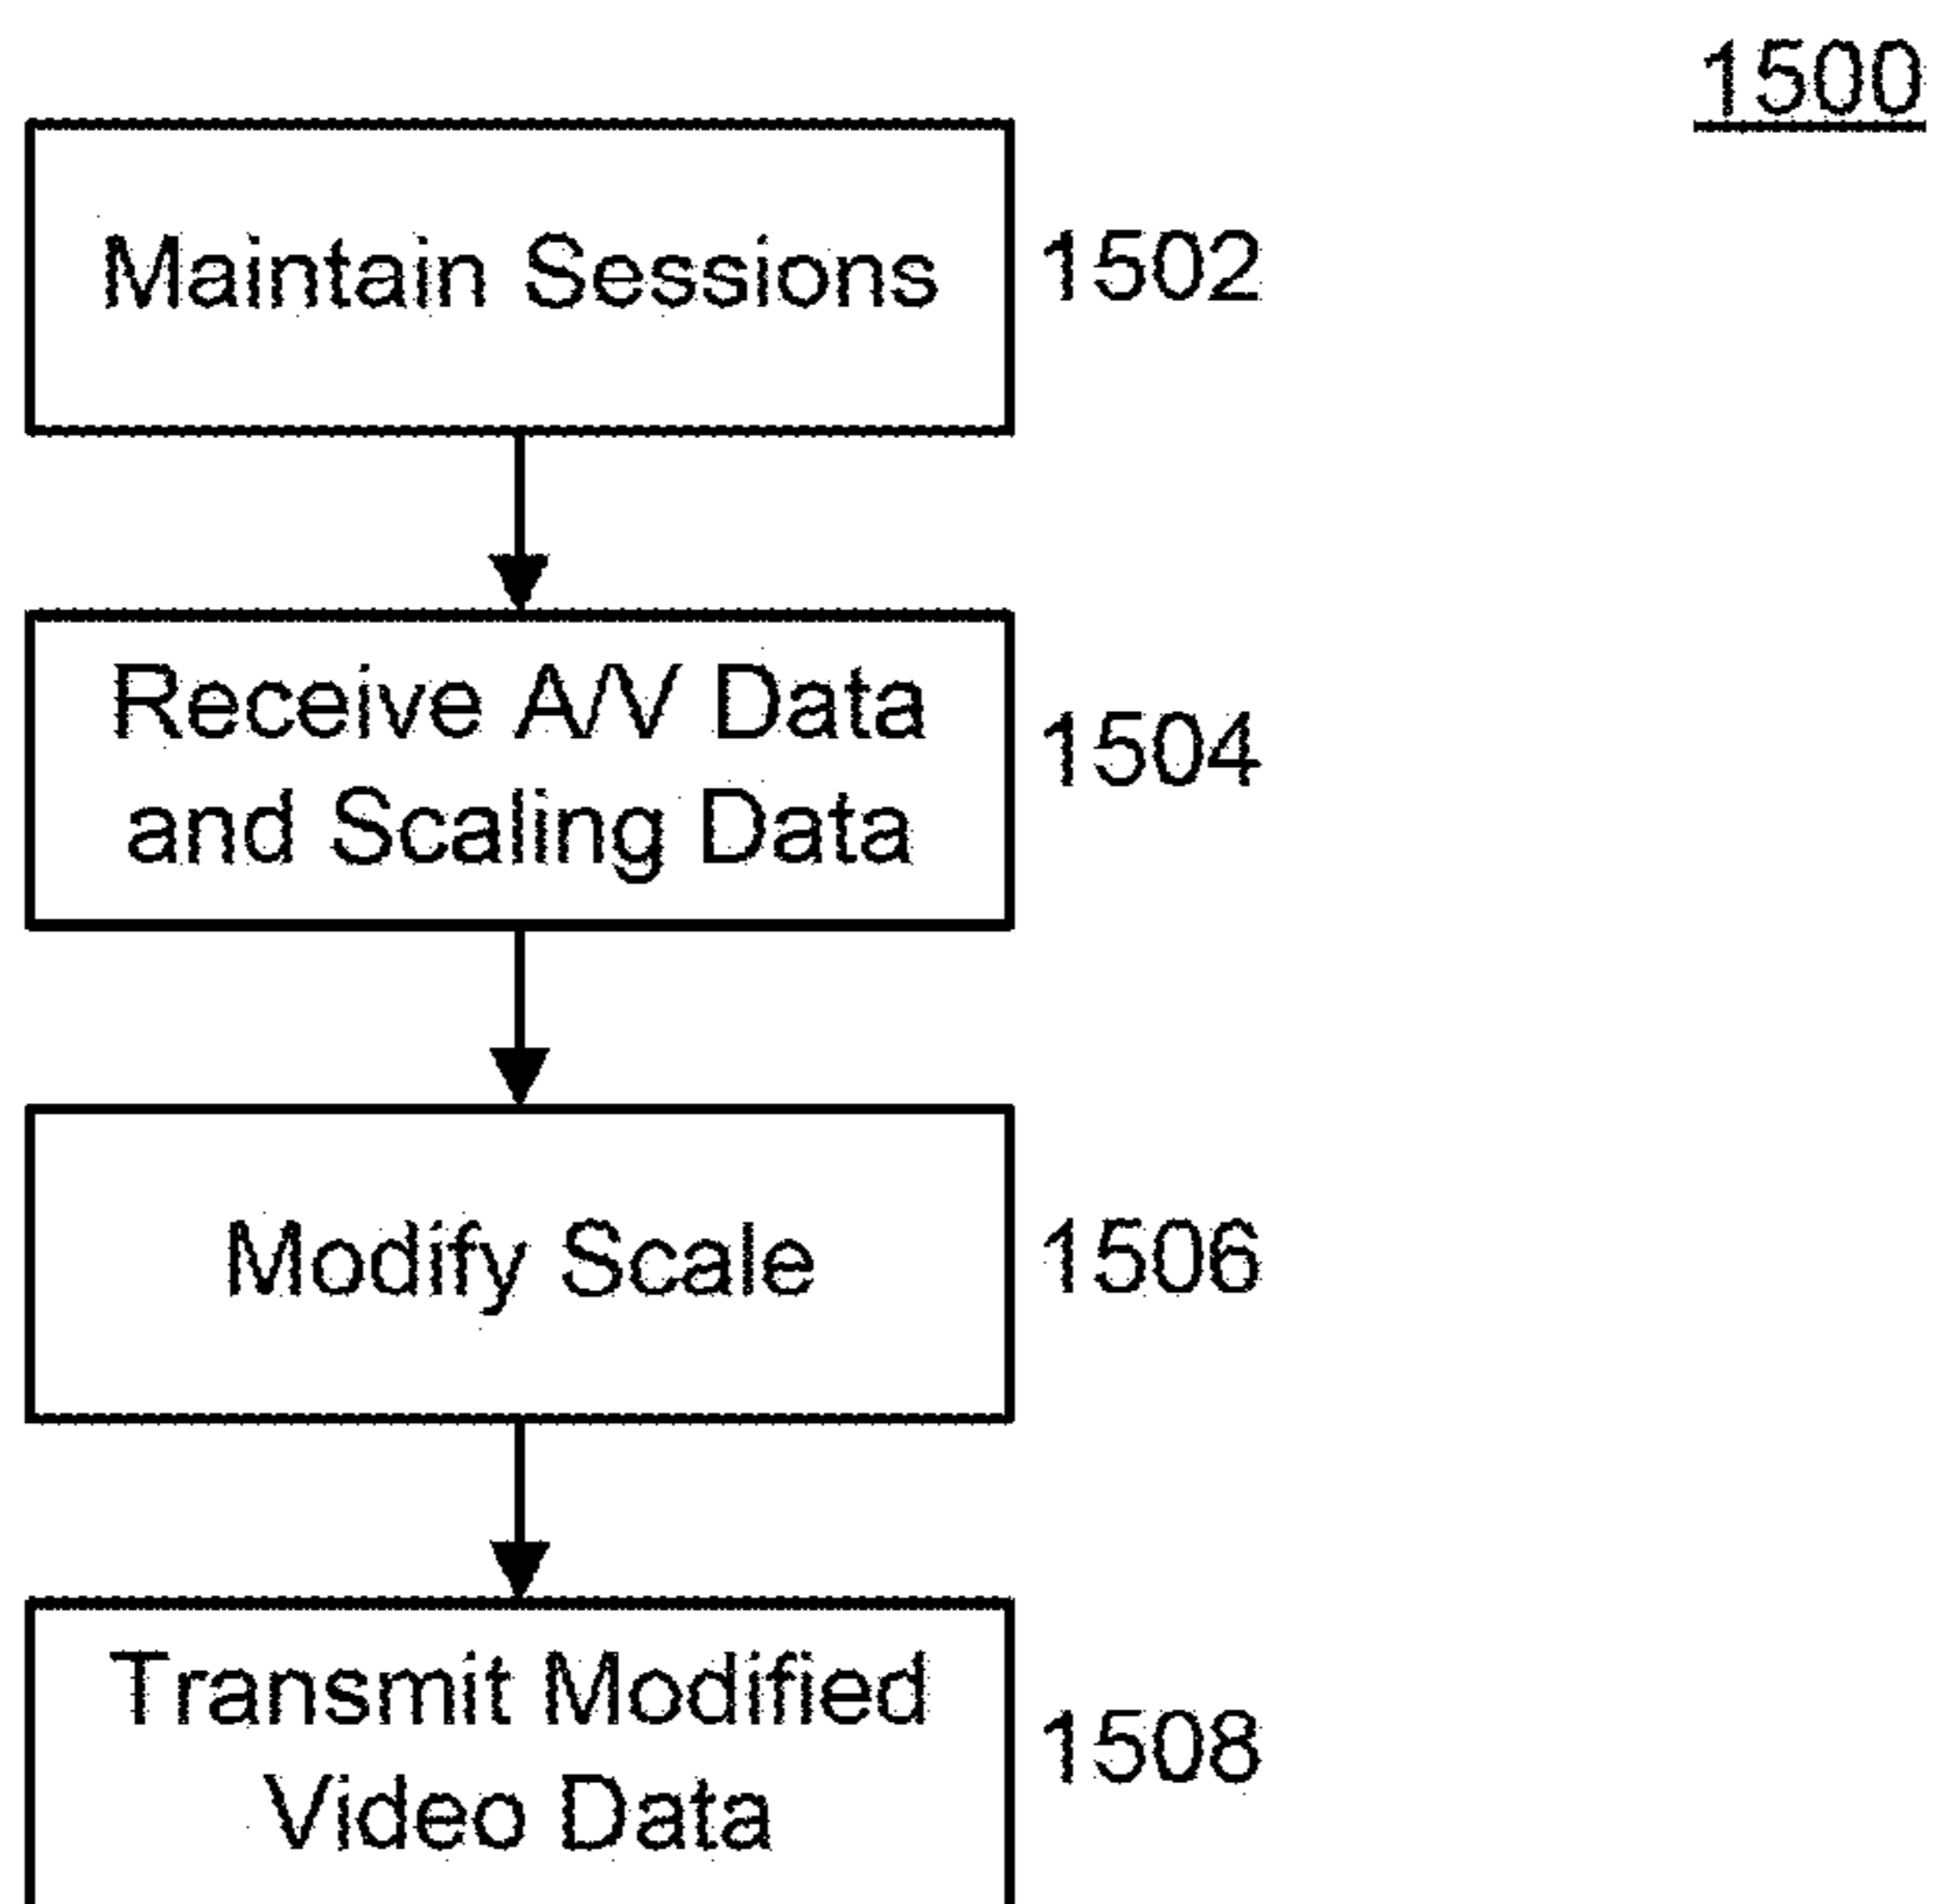 1500
Maintain Sessions
1502
Receive A/V Data
and Scaling Data
1504
Modify Scale
1506
Transmit Modified
Video Data
1508